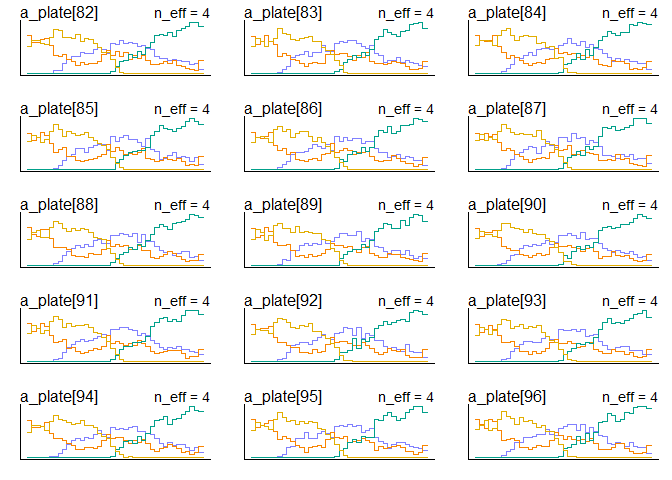 a_plate[82] n_eff = 4 a_plate[83] n_eff = 4 a_plate[84] n_eff = 4
a_plate[85] n_eff = 4 a_plate[86] n_eff = 4 a_plate[87] n_eff = 4
a_plate[88] n_eff = 4 a_plate[89] n_eff = 4 a_plate[90] n_eff = 4
a_plate[91] n_eff = 4 a_plate[92] n_eff = 4 a_plate[93] n_eff = 4
a_plate[94] n_eff = 4 a_plate[95] n_eff = 4 a_plate[96] n_eff = 4